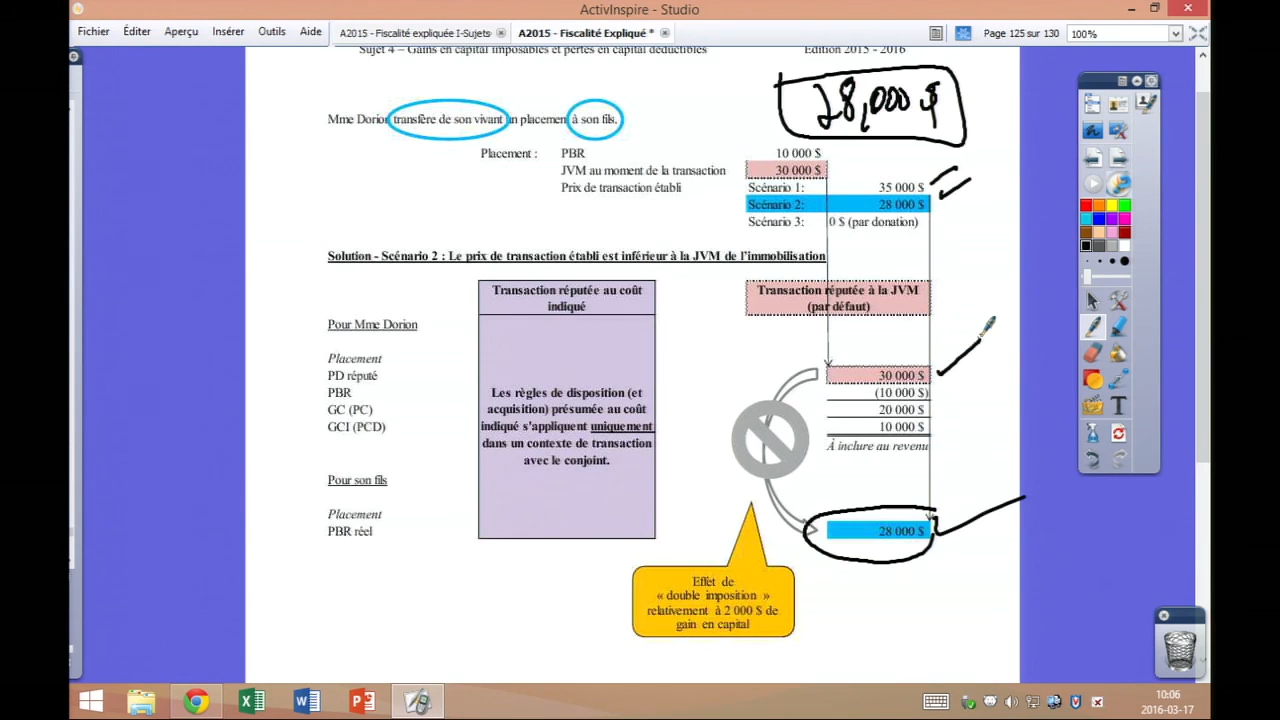 ActivInspire - Studio
Fichier Éditer Aperçu Insérer Outils Aide
A2015 - Fiscalité expliquée I-Sujets
A2015 - Fiscalité Expliqué *
Page 125 sur 130
100%
Sujet 4 – Gains en capital imposables et pertes en capital déductibles
Édition 2015 - 2016
28,000 $
Mme Dorion transfère de son vivant un placement à son fils.
Placement : PBR 10 000 $
JVM au moment de la transaction 30 000 $
Prix de transaction établi Scénario 1: 35 000 $
Scénario 2: 28 000 $
Scénario 3: 0 $ (par donation)
Solution - Scénario 2 : Le prix de transaction établi est inférieur à la JVM de l'immobilisation
Transaction réputée au coût
indiqué
Transaction réputée à la JVM
(par défaut)
Pour Mme Dorion
Placement
PD réputé 30 000 $
PBR (10 000 $)
GC (PC) 20 000 $
GCI (PCD) 10 000 $
À inclure au revenu
Les règles de disposition (et
acquisition) présumée au coût
indiqué s'appliquent uniquement
dans un contexte de transaction
avec le conjoint.
Pour son fils
Placement
PBR réel 28 000 $
Effet de
« double imposition »
relativement à 2 000 $ de
gain en capital
10:06
2016-03-17